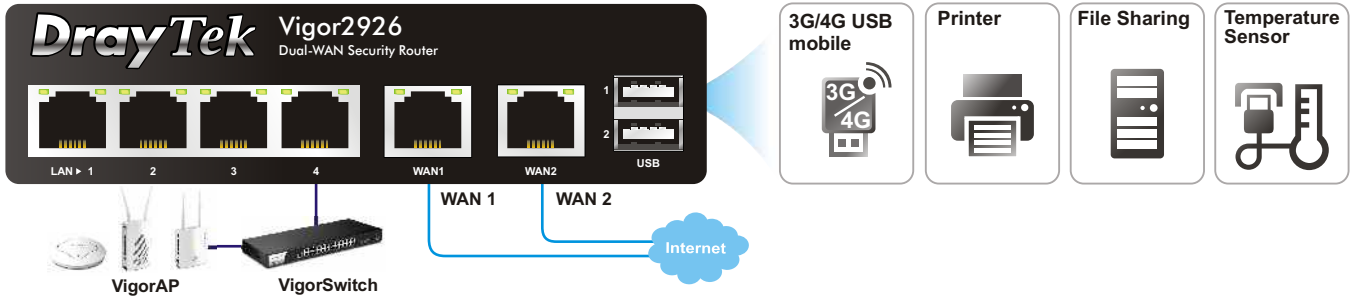 DrayTek Vigor2926
Dual-WAN Security Router
1
2
USB
LAN ▸ 1 2 3 4 WAN1 WAN2
WAN 1 WAN 2
Internet
VigorAP VigorSwitch
3G/4G USB
mobile
3G
4G
Printer
File Sharing
Temperature
Sensor